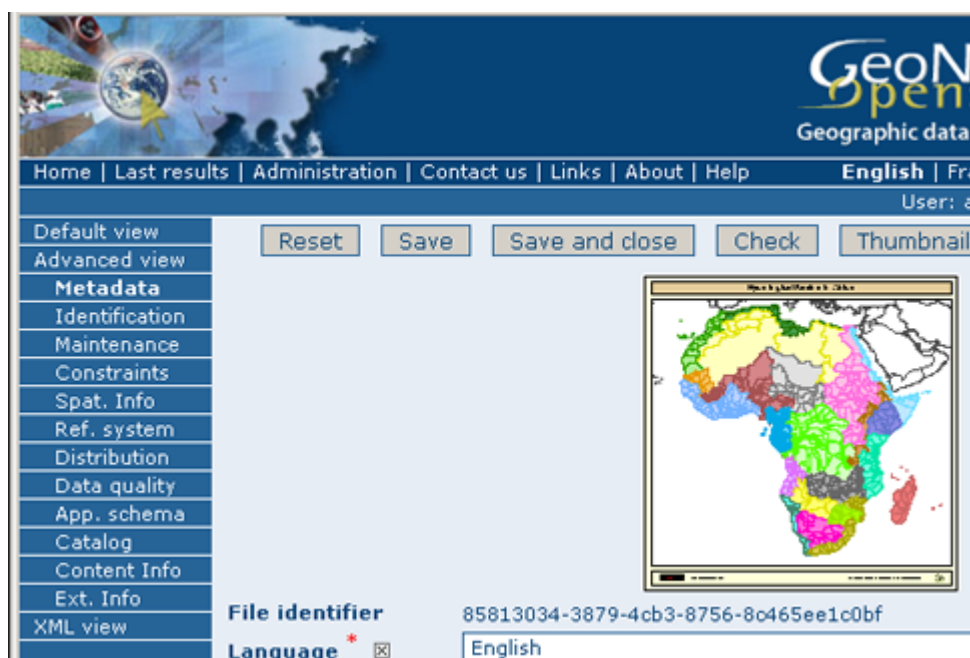 GeoN
Open
Geographic data
Home | Last results | Administration | Contact us | Links | About | Help English | Fra
User: a
Default view
Reset Save Save and close Check Thumbnail
Advanced view
Metadata
Identification
Maintenance
Constraints
Spat. Info
Ref. system
Distribution
Data quality
App. schema
Catalog
Content Info
Ext. Info
File identifier 85813034-3879-4cb3-8756-8c465ee1c0bf
XML view
Language * English